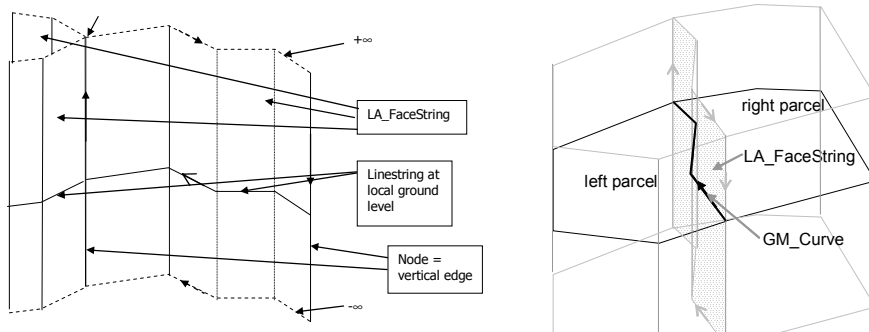 +∞
LA_FaceString
Linestring at
local ground
level
Node =
vertical edge
-∞
right parcel
LA_FaceString
left parcel
GM_Curve